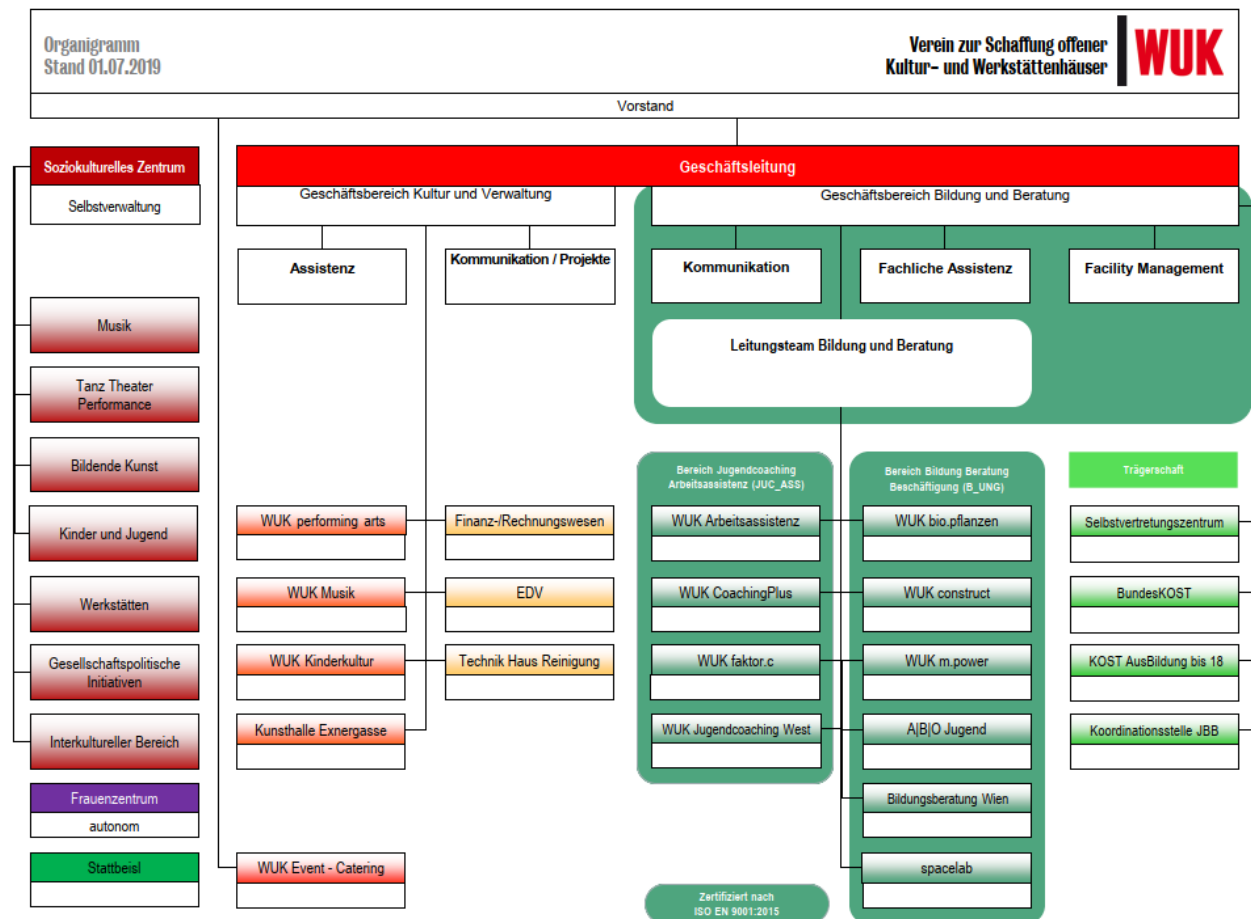 Organigramm
Stand 01.07.2019
Verein zur Schaffung offener
Kultur- und Werkstättenhäuser
WUK
Vorstand
Soziokulturelles Zentrum
Selbstverwaltung
Geschäftsleitung
Geschäftsbereich Kultur und Verwaltung
Geschäftsbereich Bildung und Beratung
Assistenz
Kommunikation / Projekte
Kommunikation
Fachliche Assistenz
Facility Management
Leitungsteam Bildung und Beratung
Musik
Tanz Theater
Performance
Bildende Kunst
Kinder und Jugend
Werkstätten
Gesellschaftspolitische
Initiativen
Interkultureller Bereich
Frauenzentrum
autonom
Stattbeisl
WUK performing arts
WUK Musik
WUK Kinderkultur
Kunsthalle Exnergasse
WUK Event - Catering
Finanz-/Rechnungswesen
EDV
Technik Haus Reinigung
Bereich Jugendcoaching
Arbeitsassistenz (JUC_ASS)
WUK Arbeitsassistenz
WUK CoachingPlus
WUK faktor.c
WUK Jugendcoaching West
Bereich Bildung Beratung
Beschäftigung (B_UNG)
WUK bio.pflanzen
WUK construct
WUK m.power
A|B|O Jugend
Bildungsberatung Wien
spacelab
Trägerschaft
Selbstvertretungszentrum
BundesKOST
KOST AusBildung bis 18
Koordinationsstelle JBB
Zertifiziert nach
ISO EN 9001:2015